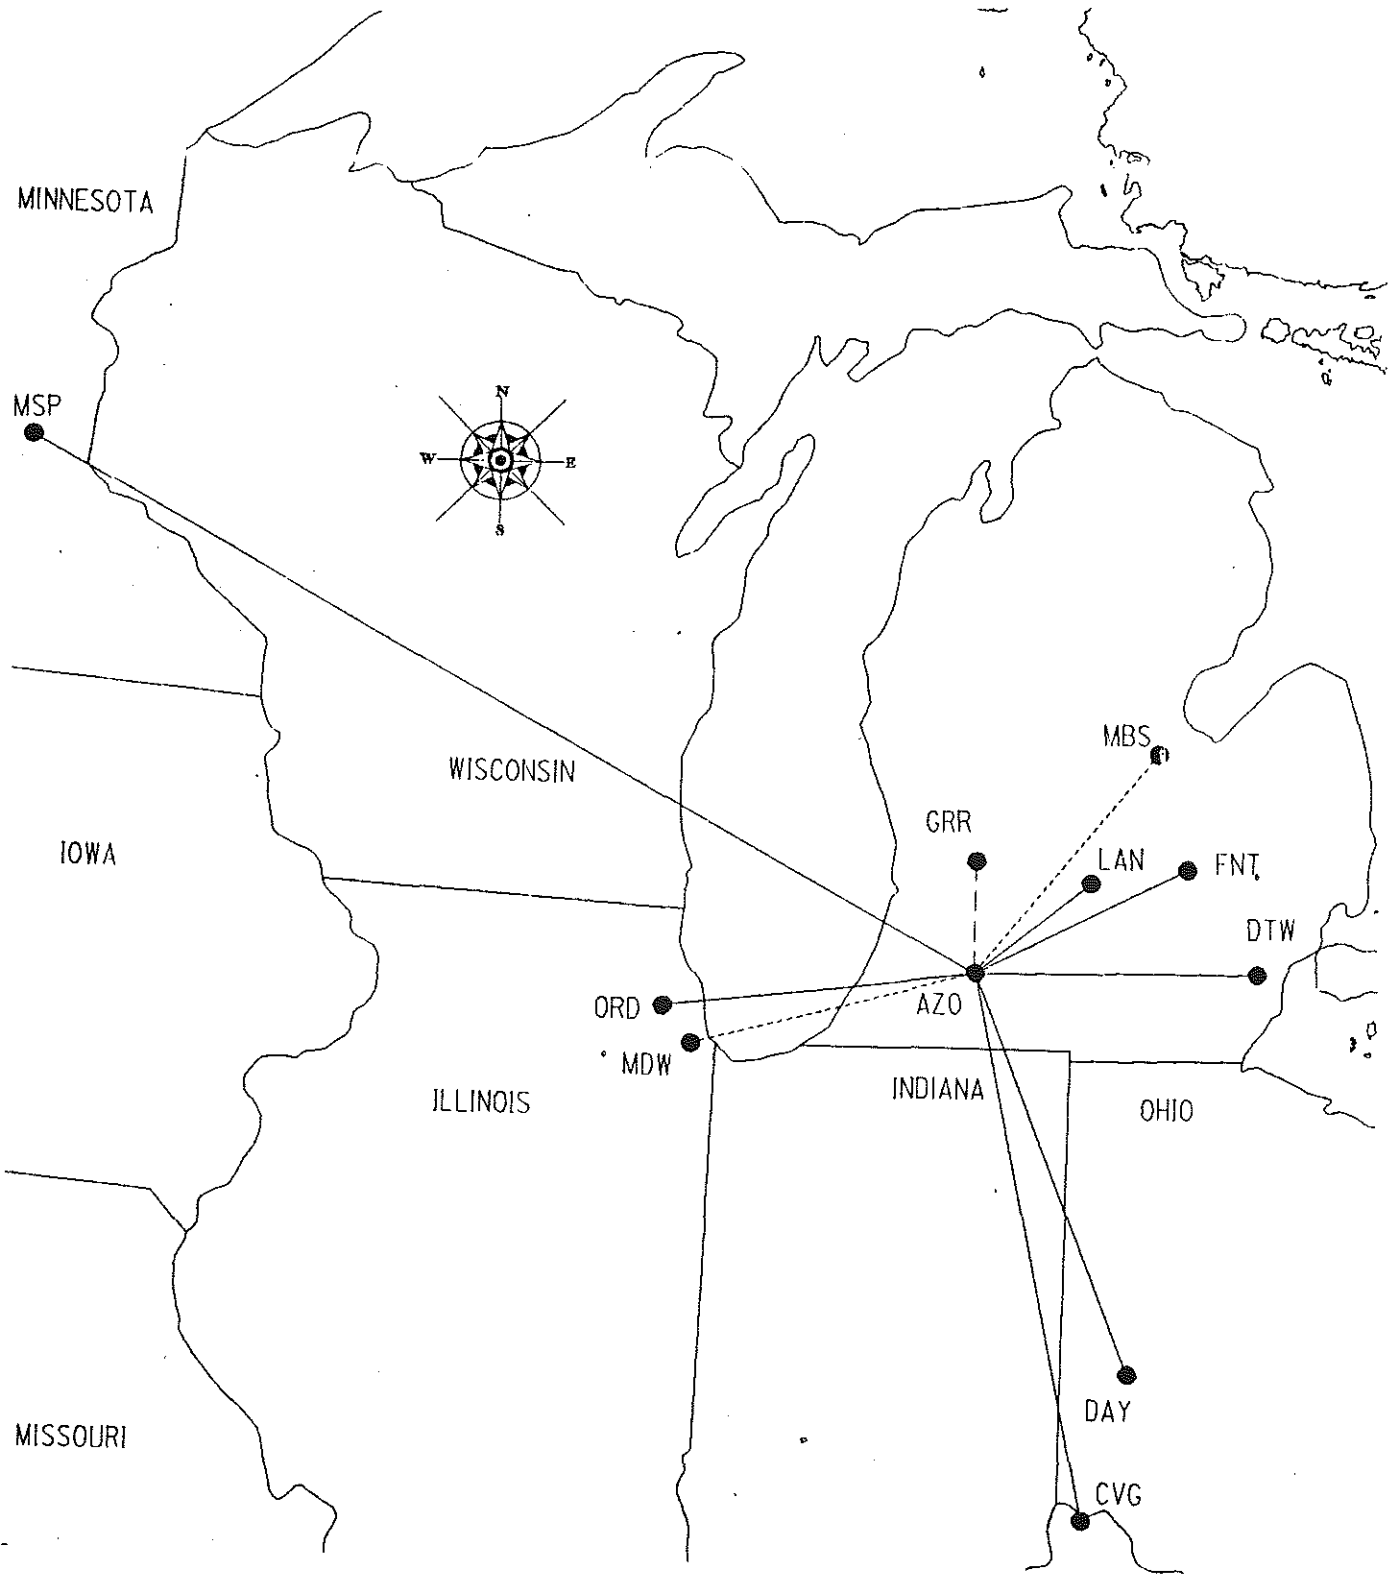 MINNESOTA
MSP
N
W
E
S
MBS
WISCONSIN
GRR
IOWA
LAN
FNT
DTW
ORD
AZO
MDW
INDIANA
ILLINOIS
OHIO
DAY
MISSOURI
CVG